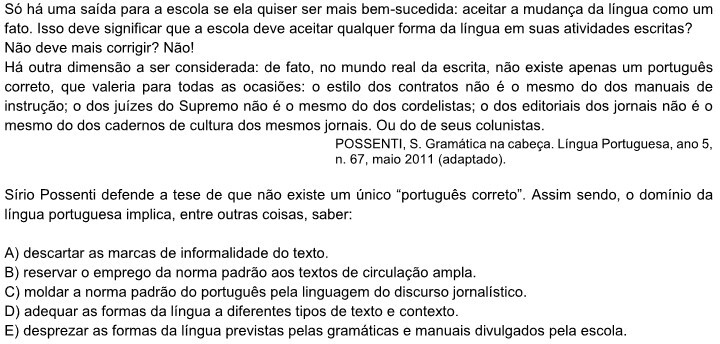 Só há uma saída para a escola se ela quiser ser mais bem-sucedida: aceitar a mudança da língua como um
fato. Isso deve significar que a escola deve aceitar qualquer forma da língua em suas atividades escritas?
Não deve mais corrigir? Não!
Há outra dimensão a ser considerada: de fato, no mundo real da escrita, não existe apenas um português
correto, que valeria para todas as ocasiões: o estilo dos contratos não é o mesmo do dos manuais de
instrução; o dos juízes do Supremo não é o mesmo do dos cordelistas; o dos editoriais dos jornais não é o
mesmo do dos cadernos de cultura dos mesmos jornais. Ou do de seus colunistas.
POSSENTI, S. Gramática na cabeça. Língua Portuguesa, ano 5,
n. 67, maio 2011 (adaptado).
Sírio Possenti defende a tese de que não existe um único “português correto”. Assim sendo, o domínio da
língua portuguesa implica, entre outras coisas, saber:
A) descartar as marcas de informalidade do texto.
B) reservar o emprego da norma padrão aos textos de circulação ampla.
C) moldar a norma padrão do português pela linguagem do discurso jornalístico.
D) adequar as formas da língua a diferentes tipos de texto e contexto.
E) desprezar as formas da língua previstas pelas gramáticas e manuais divulgados pela escola.